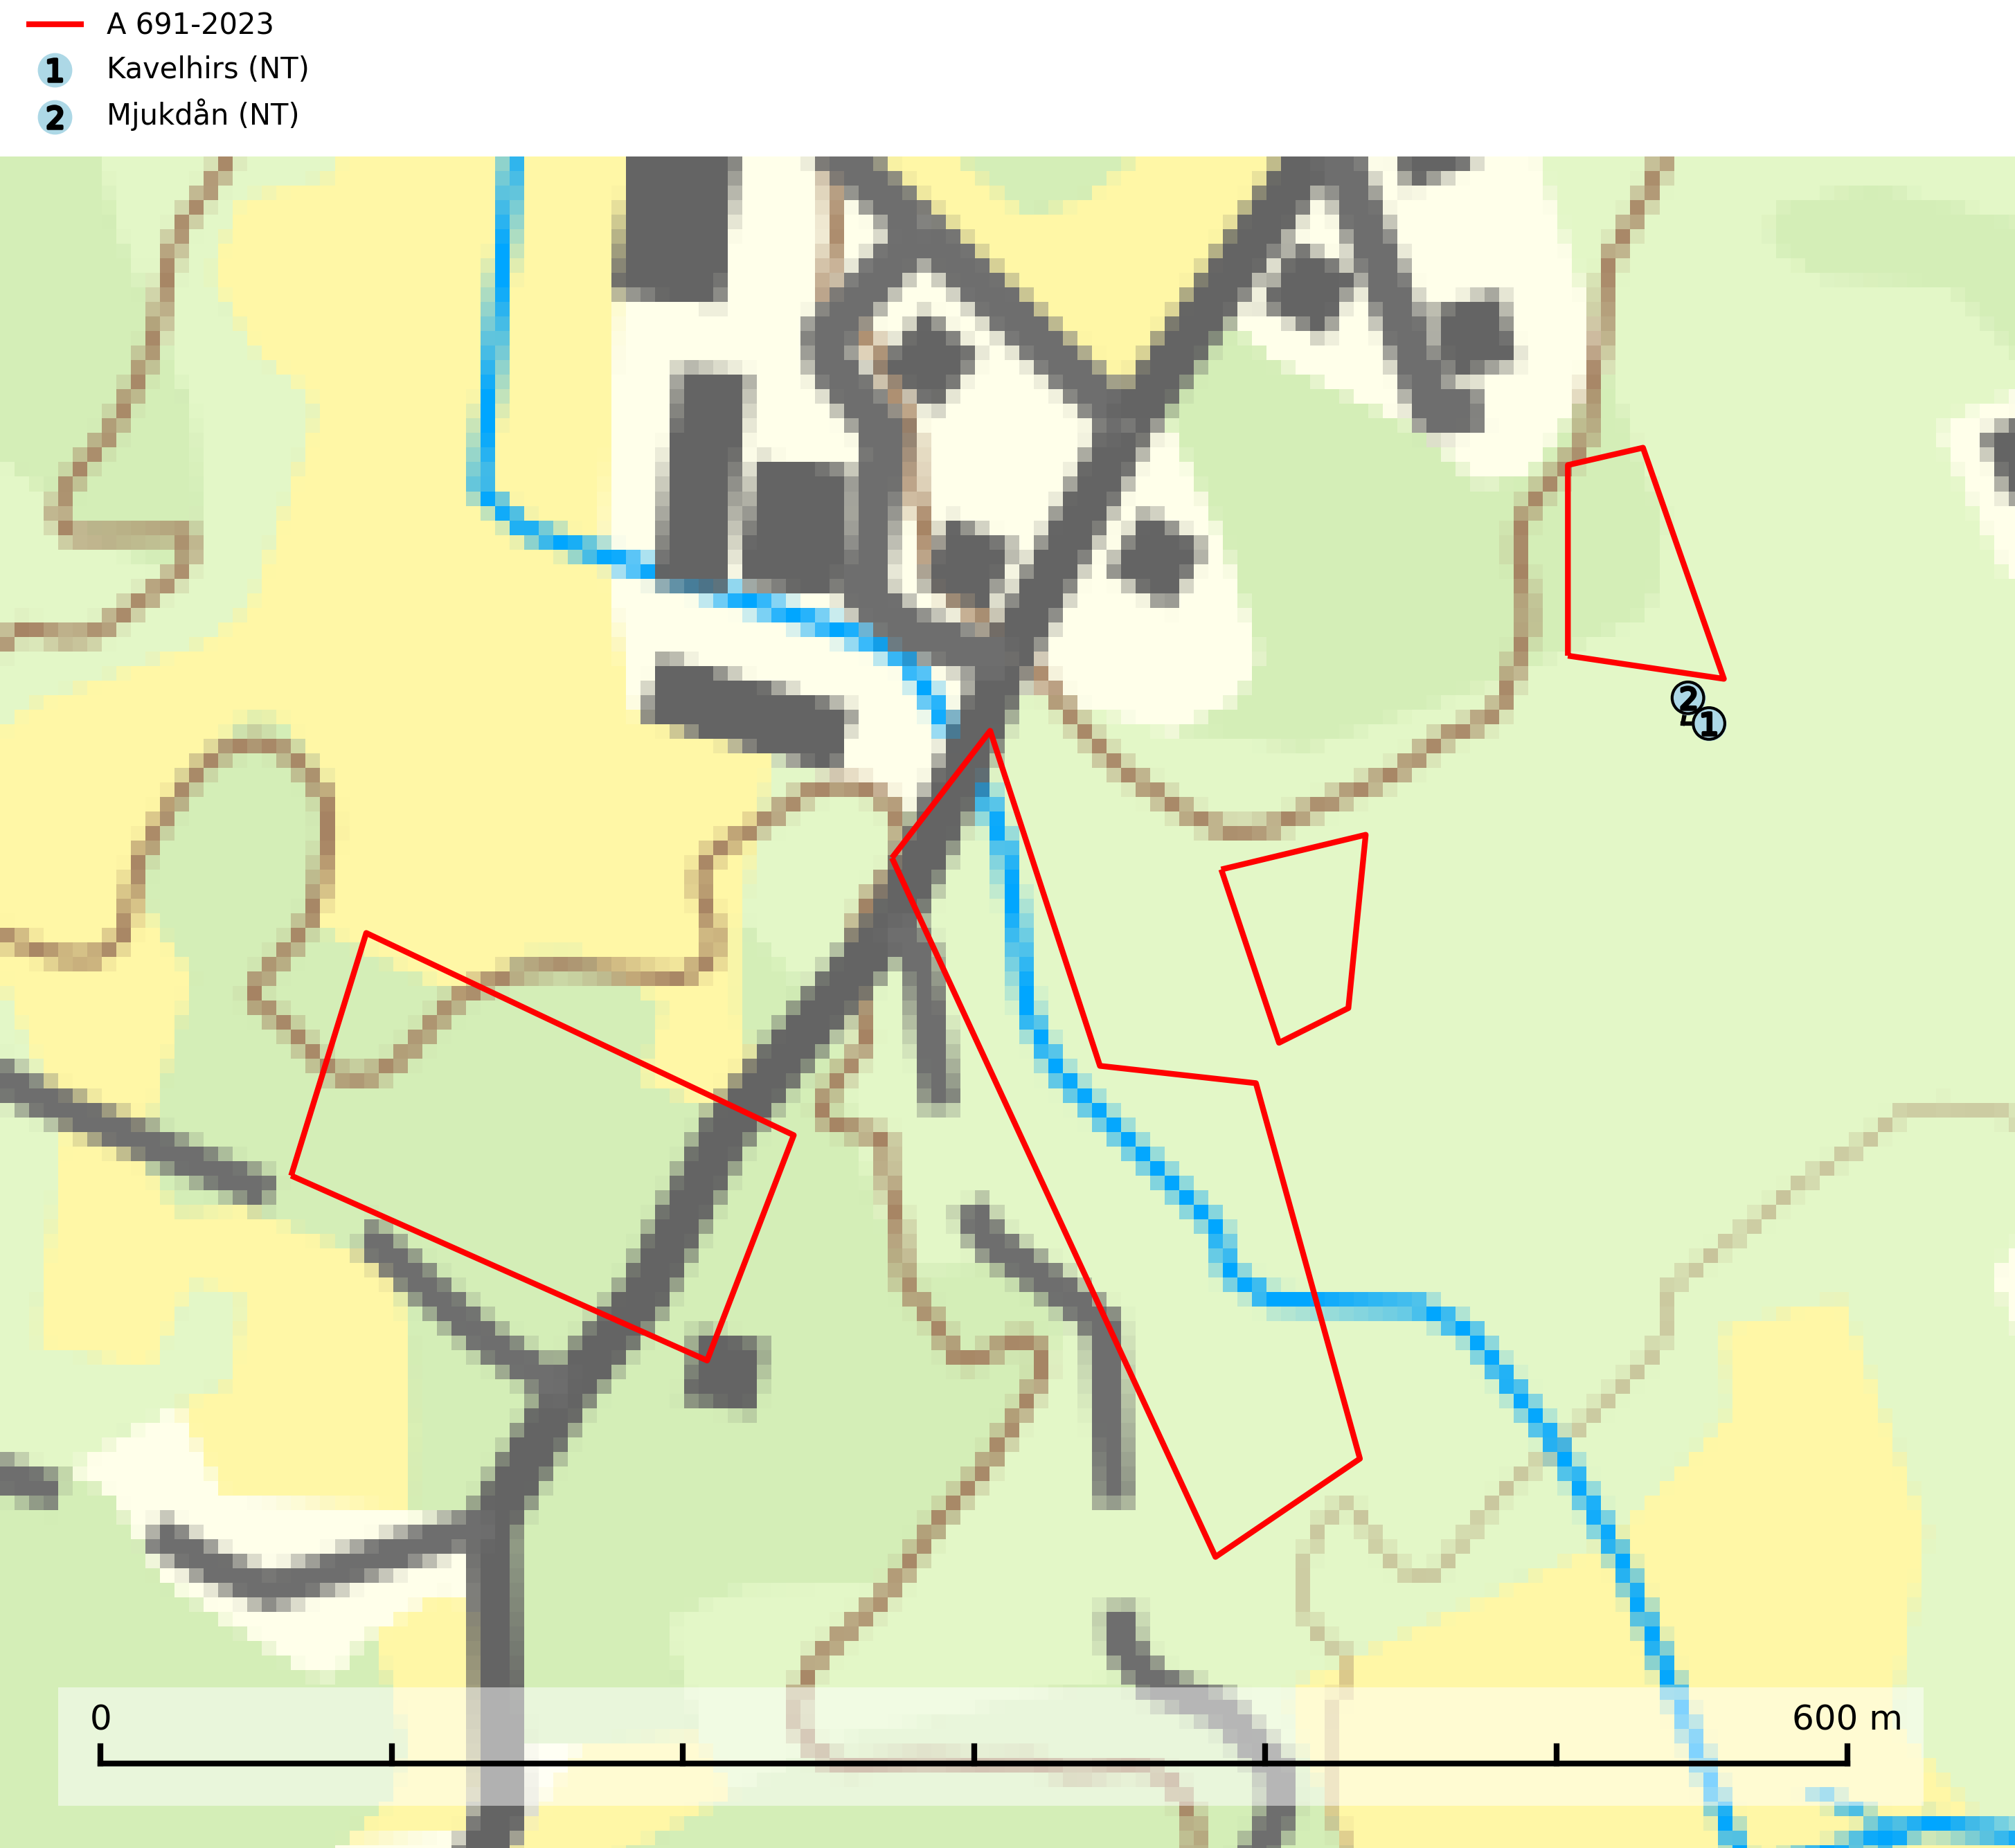 A 691-2023
1 Kavelhirs (NT)
2 Mjukdån (NT)
2
1
0 600 m